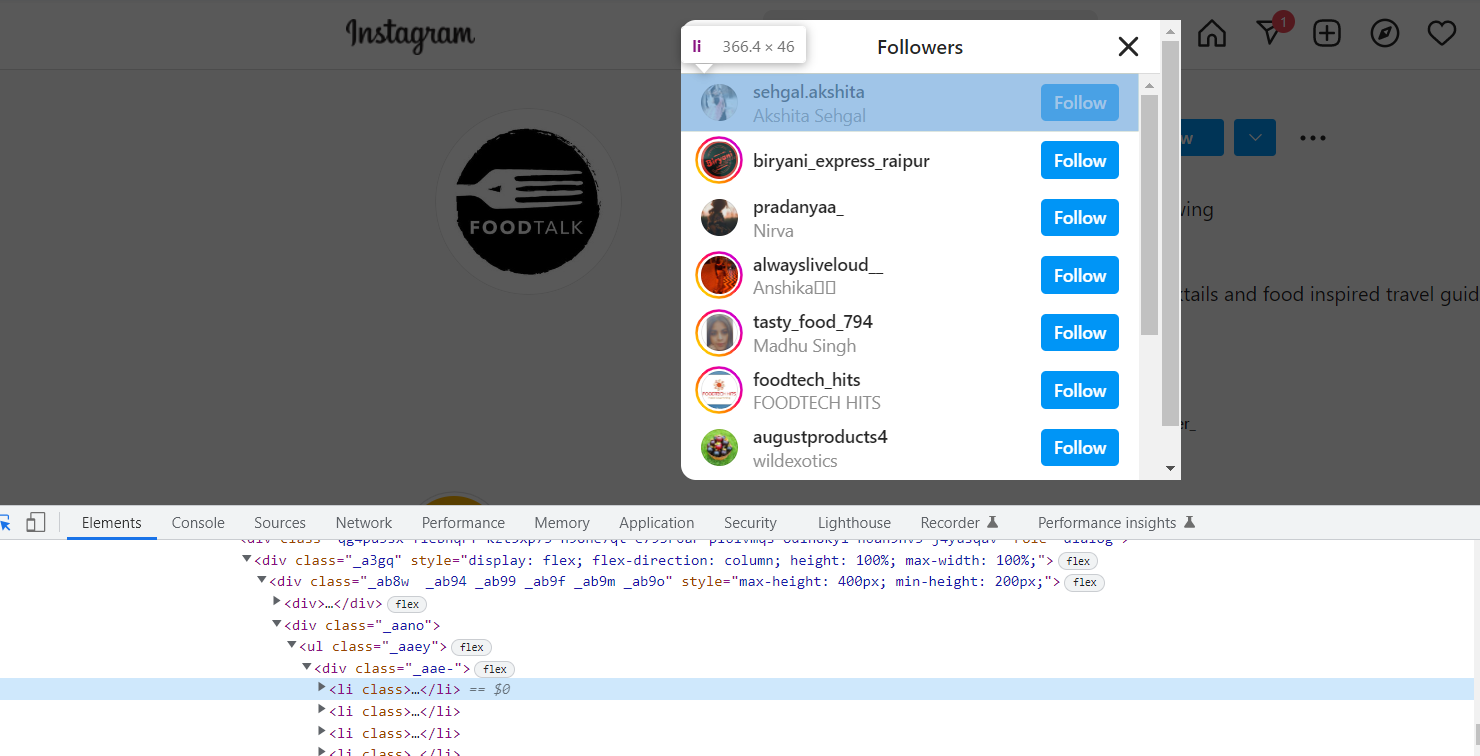 Instagram
1
li 366.4 × 46
Followers
sehgal.akshita
Akshita Sehgal
Follow
biryani_express_raipur
Follow
pradanyaa_
Nirva
Follow
alwaysliveloud__
Anshika
Follow
tasty_food_794
Madhu Singh
Follow
foodtech_hits
FOODTECH HITS
Follow
augustproducts4
wildexotics
Follow
FOODTALK
w
wing
ktails and food inspired travel guid
er_
Elements Console Sources Network Performance Memory Application Security Lighthouse Recorder Performance insights
<div class="_a3gq" style="display: flex; flex-direction: column; height: 100%; max-width: 100%;"> flex
<div class="_ab8w _ab94 _ab99 _ab9f _ab9m _ab9o" style="max-height: 400px; min-height: 200px;"> flex
<div>…</div> flex
<div class="_aano">
<ul class="_aaey"> flex
<div class="_aae-"> flex
<li class>…</li> == $0
<li class>…</li>
<li class>…</li>
<li class>…</li>